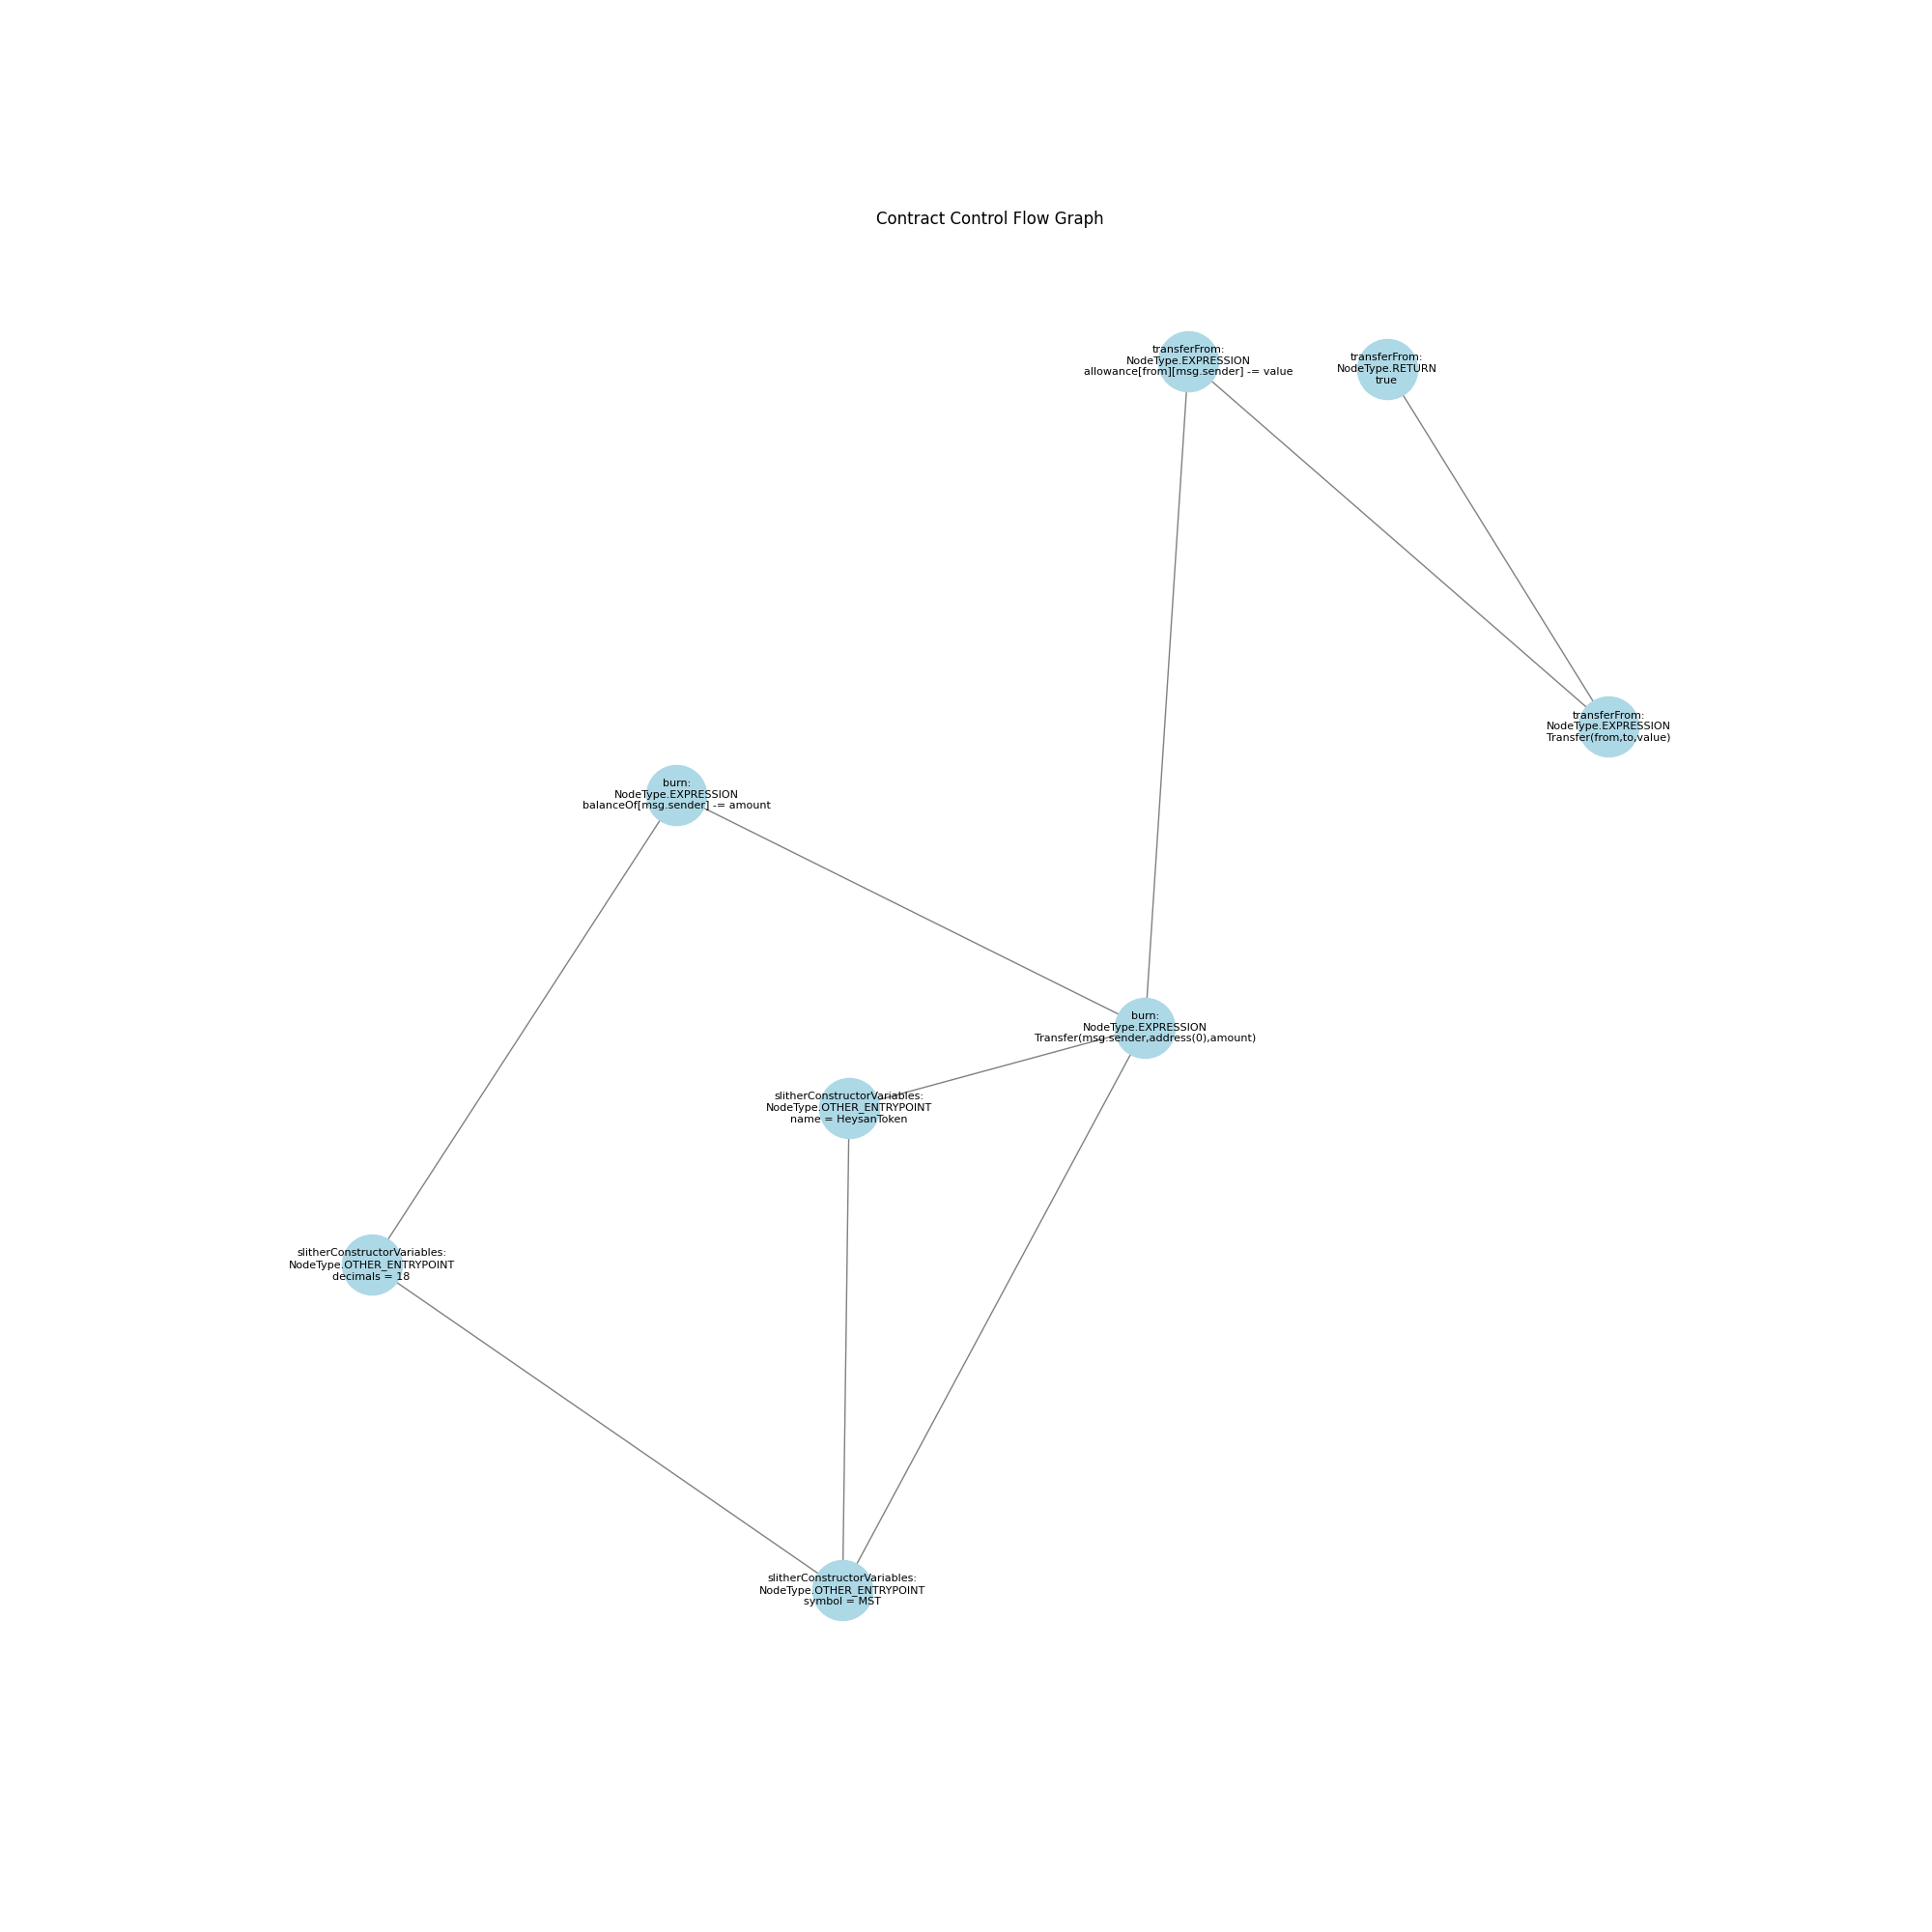 Contract Control Flow Graph
transferFrom:
NodeType.EXPRESSION
allowance[from][msg.sender] -= value
transferFrom:
NodeType.RETURN
true
transferFrom:
NodeType.EXPRESSION
Transfer(from,to,value)
burn:
NodeType.EXPRESSION
balanceOf[msg.sender] -= amount
burn:
NodeType.EXPRESSION
Transfer(msg.sender,address(0),amount)
slitherConstructorVariables:
NodeType.OTHER_ENTRYPOINT
name = HeysanToken
slitherConstructorVariables:
NodeType.OTHER_ENTRYPOINT
decimals = 18
slitherConstructorVariables:
NodeType.OTHER_ENTRYPOINT
symbol = MST